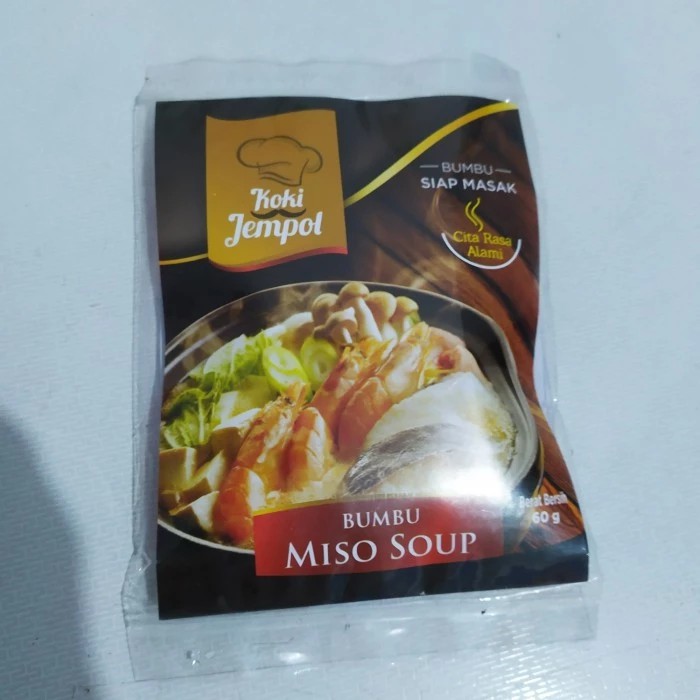 Koki
Jempol
BUMBU
SIAP MASAK
Cita Rasa
Alami
BUMBU
MISO SOUP
Berat Bersih
60 g